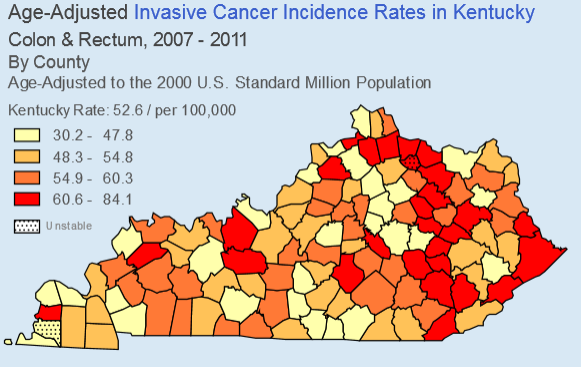 Age-Adjusted Invasive Cancer Incidence Rates in Kentucky
Colon & Rectum, 2007 - 2011
By County
Age-Adjusted to the 2000 U.S. Standard Million Population
Kentucky Rate: 52.6 / per 100,000
30.2 - 47.8
48.3 - 54.8
54.9 - 60.3
60.6 - 84.1
Unstable